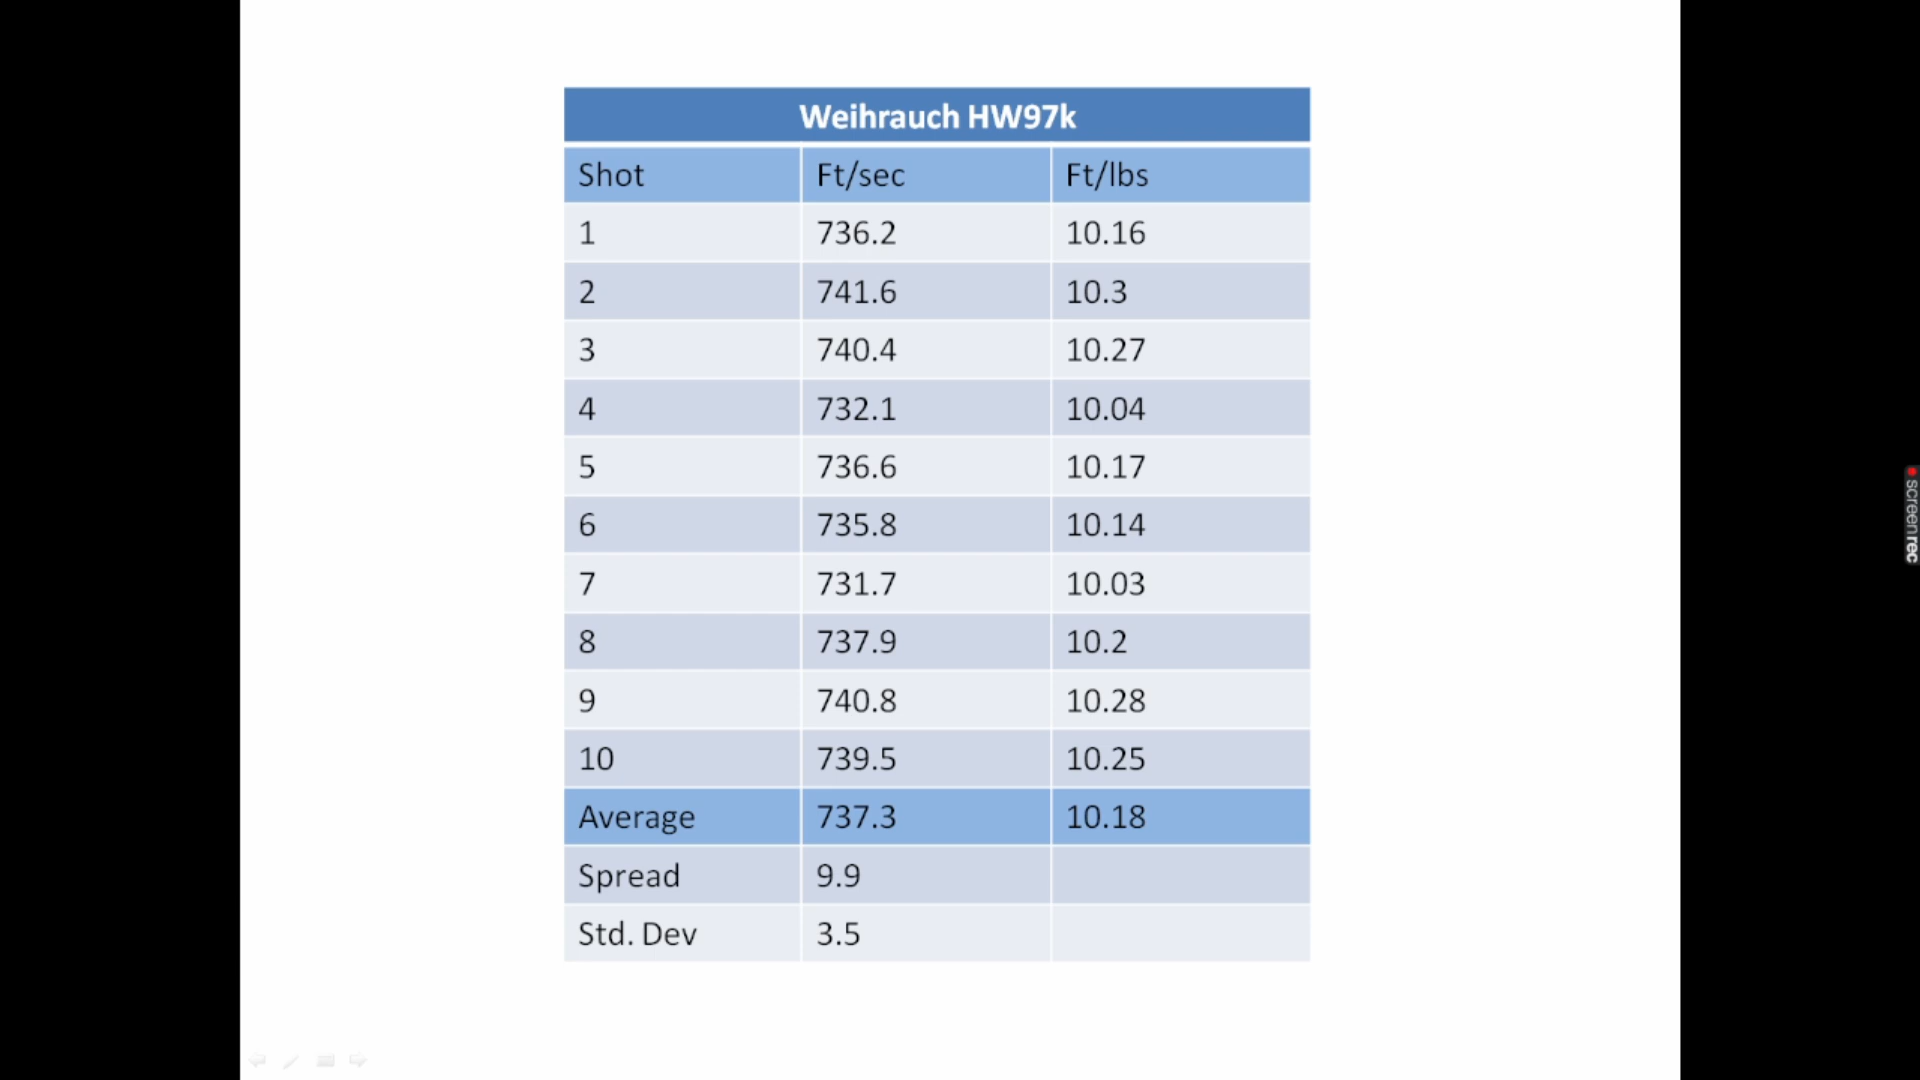 Weihrauch HW97k
Shot Ft/sec Ft/lbs
1 736.2 10.16
2 741.6 10.3
3 740.4 10.27
4 732.1 10.04
5 736.6 10.17
6 735.8 10.14
7 731.7 10.03
8 737.9 10.2
9 740.8 10.28
10 739.5 10.25
Average 737.3 10.18
Spread 9.9
Std. Dev 3.5
screenrec